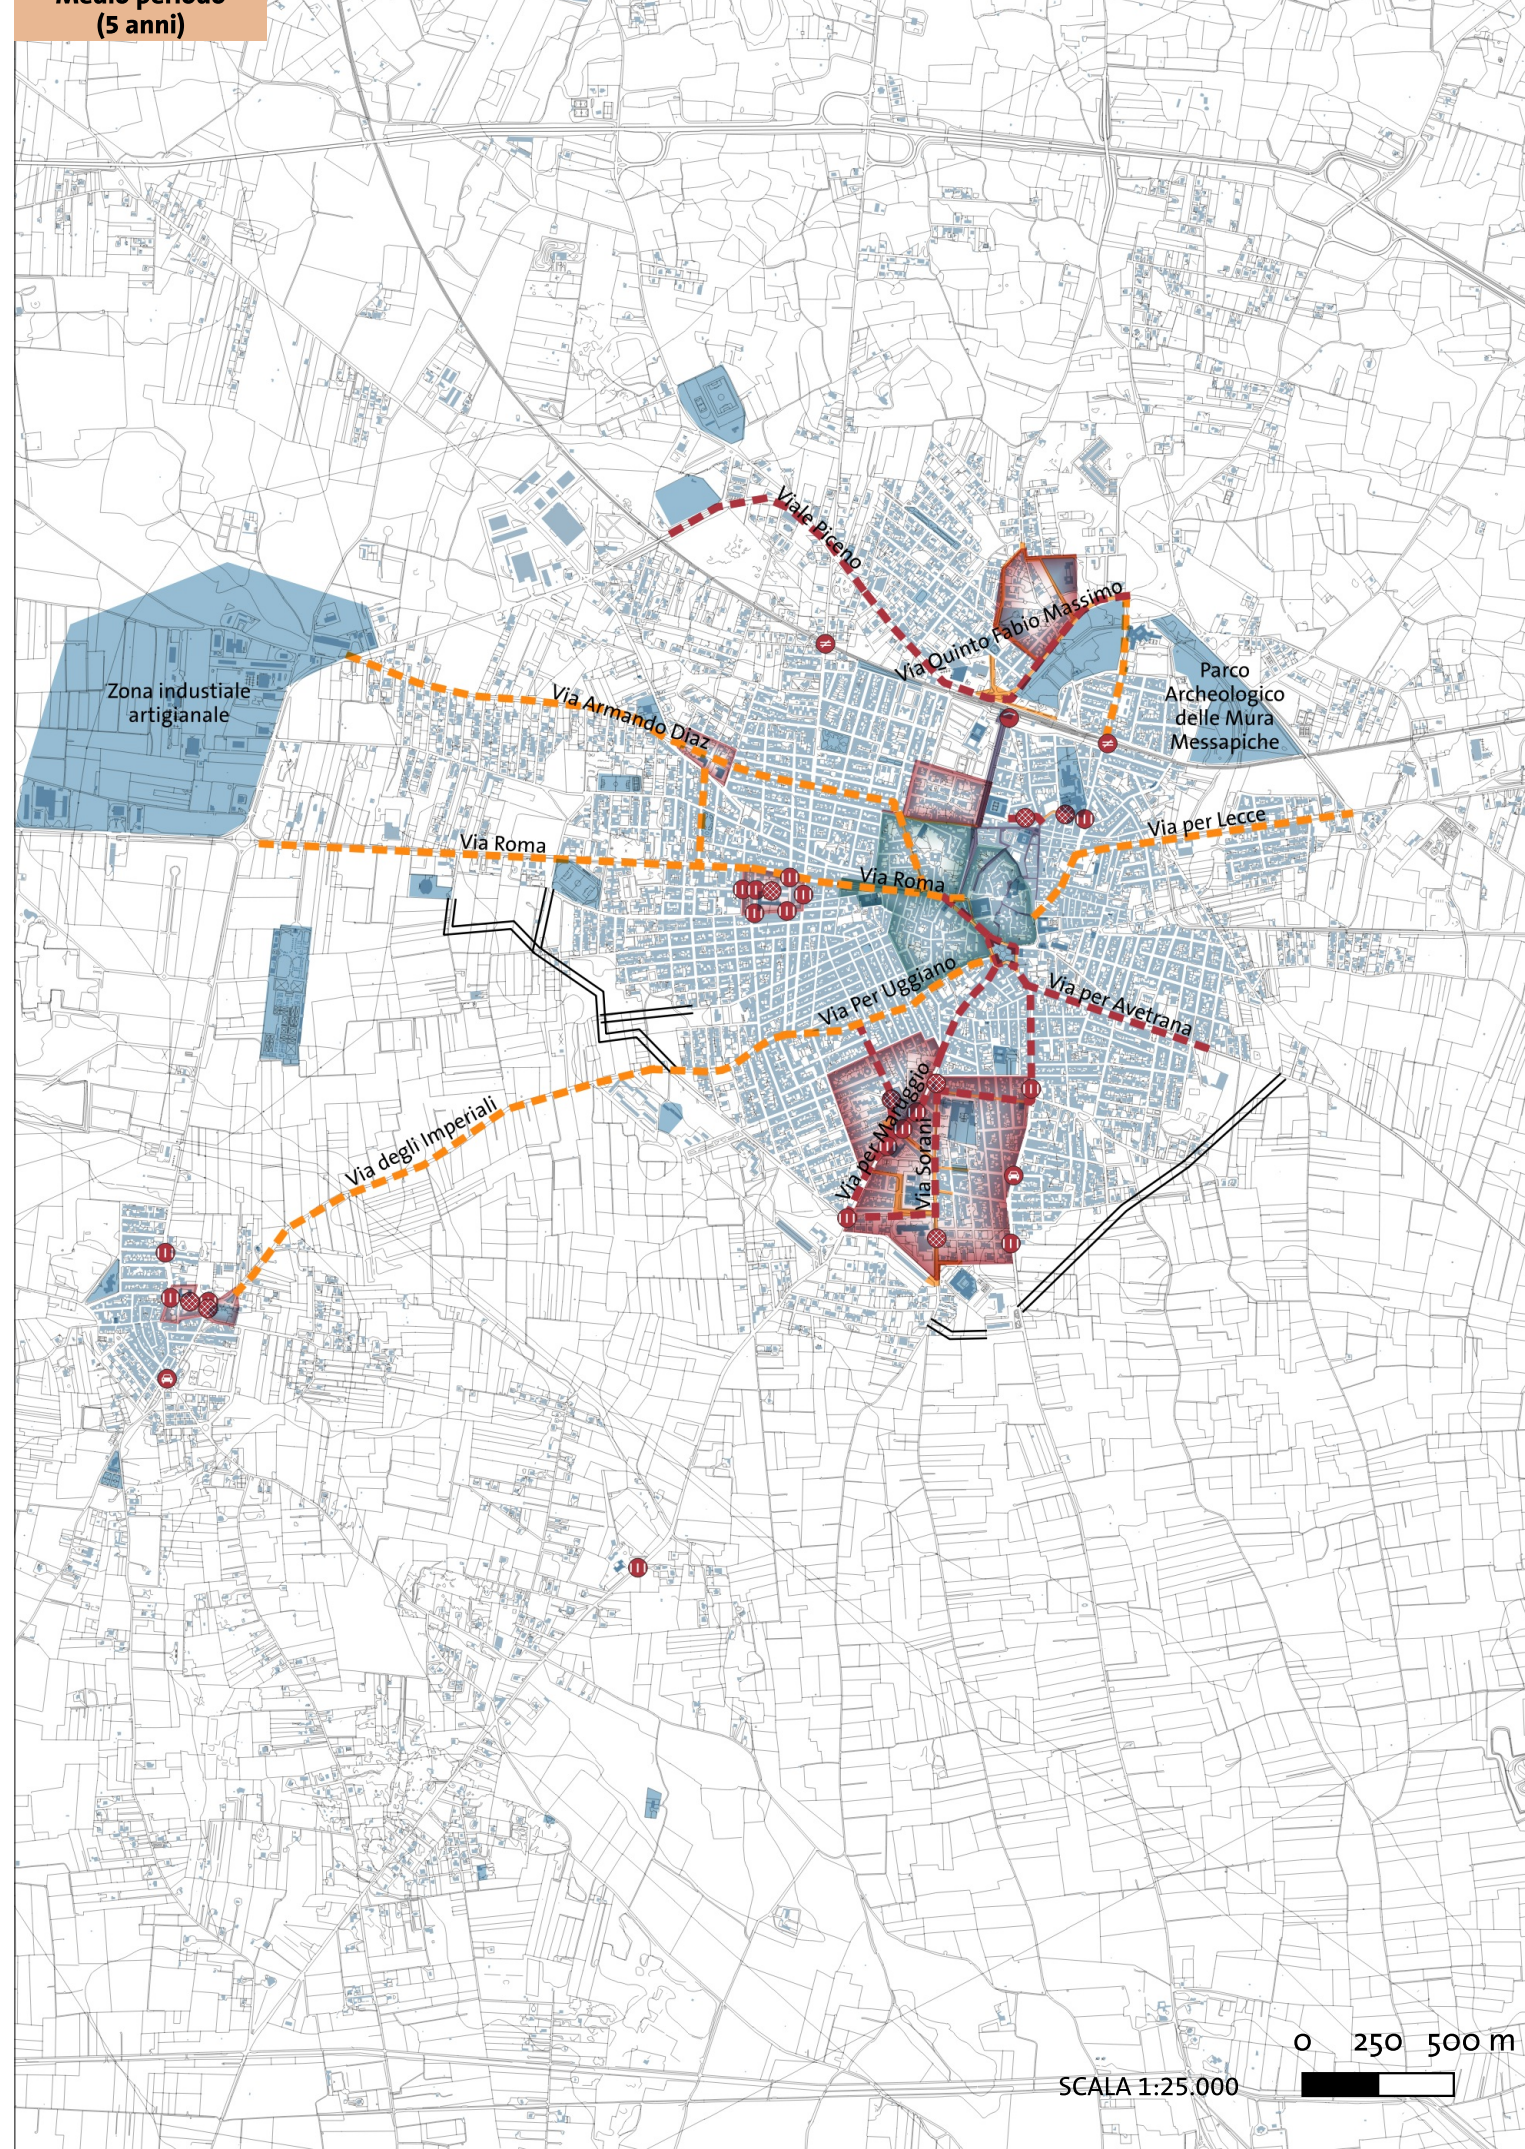 Medio periodo
(5 anni)
Viale Piceno
Via Quinto Fabio Massimo
Parco
Archeologico
delle Mura
Messapiche
Zona industiale
artigianale
Via Armando Diaz
Via per Lecce
Via Roma
Via Roma
Via Per Uggiano
Via per Avetrana
Via degli Imperiali
Via per Maruggio
Via Sorani
0 250 500 m
SCALA 1:25.000